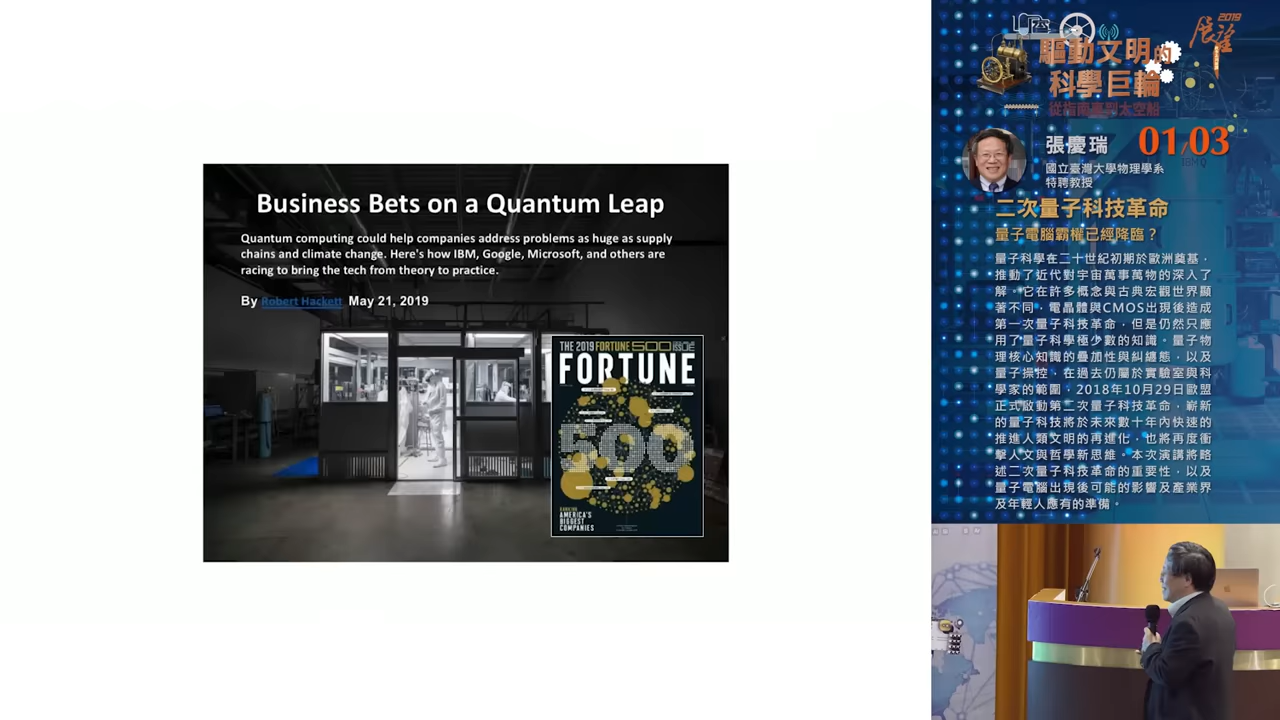 Business Bets on a Quantum Leap
Quantum computing could help companies address problems as huge as supply
chains and climate change. Here's how IBM, Google, Microsoft, and others are
racing to bring the tech from theory to practice.
By Robert Hackett May 21, 2019
THE 2019 FORTUNE 500 ISSUE
FORTUNE
500
AMERICA'S
BIGGEST
COMPANIES
2019
展望
驅動文明的
科學巨輪
從指南車到太空船
張慶瑞
01/03
國立臺灣大學物理學系
特聘教授
二次量子科技革命
量子電腦霸權已經降臨？
量子科學在二十世紀初期於歐洲奠基，
推動了近代對宇宙萬事萬物的深入了
解。它在許多概念與古典宏觀世界顯
著不同，電晶體與CMOS出現後造成
第一次量子科技革命，但是仍然只應
用了量子科學極少數的知識。量子物
理核心知識的疊加性與糾纏態，以及
量子操控，在過去仍屬於實驗室與科
學家的範圍，2018年10月29日歐盟
正式啟動第二次量子科技革命，嶄新
的量子科技將於未來數十年內快速的
推進人類文明的再進化，也將再度衝
擊人文與哲學新思維。本次演講將略
述二次量子科技革命的重要性，以及
量子電腦出現後可能的影響及產業界
及年輕人應有的準備。